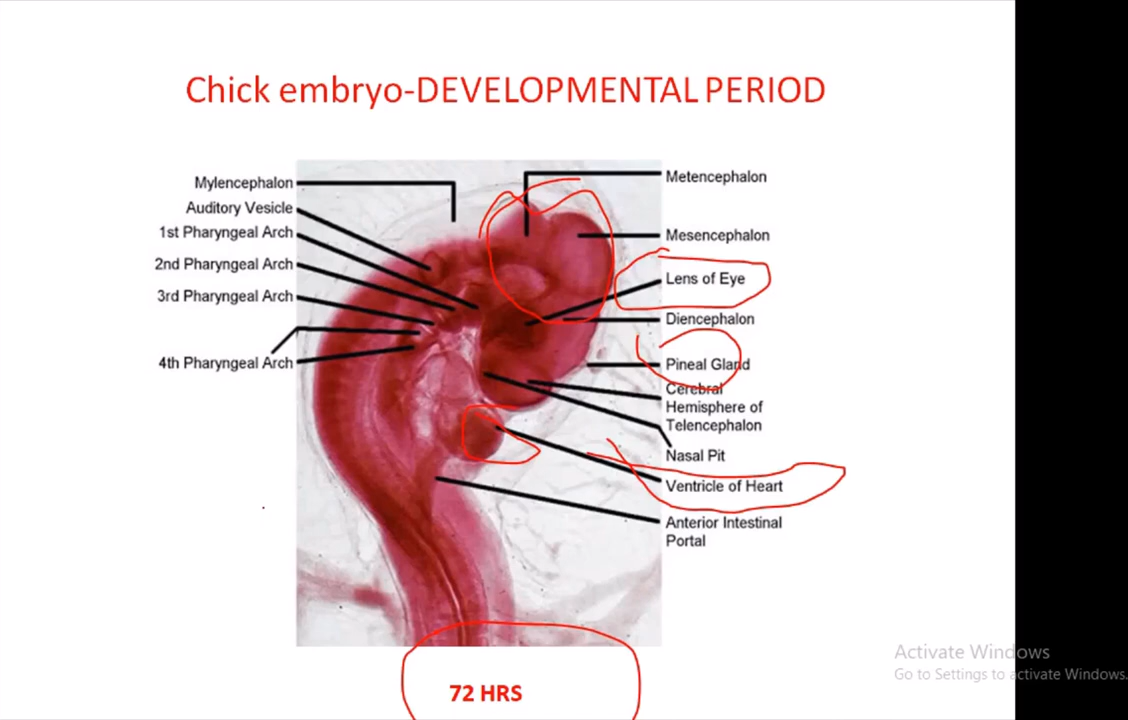 Chick embryo-DEVELOPMENTAL PERIOD
Mylencephalon
Auditory Vesicle
1st Pharyngeal Arch
2nd Pharyngeal Arch
3rd Pharyngeal Arch
4th Pharyngeal Arch
Metencephalon
Mesencephalon
Lens of Eye
Diencephalon
Pineal Gland
Cerebral
Hemisphere of
Telencephalon
Nasal Pit
Ventricle of Heart
Anterior Intestinal
Portal
72 HRS
Activate Windows
Go to Settings to activate Windows.